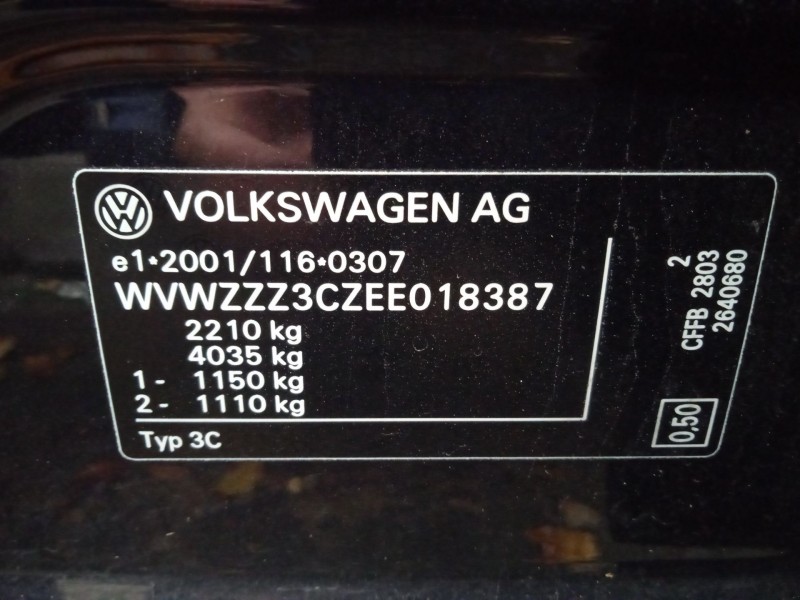 VOLKSWAGEN AG
e1*2001/116*0307
WVWZZZ3CZEE018387
2210 kg
4035 kg
1- 1150 kg
2- 1110 kg
Typ 3C
2
CFFB 2803
2640680
0,50